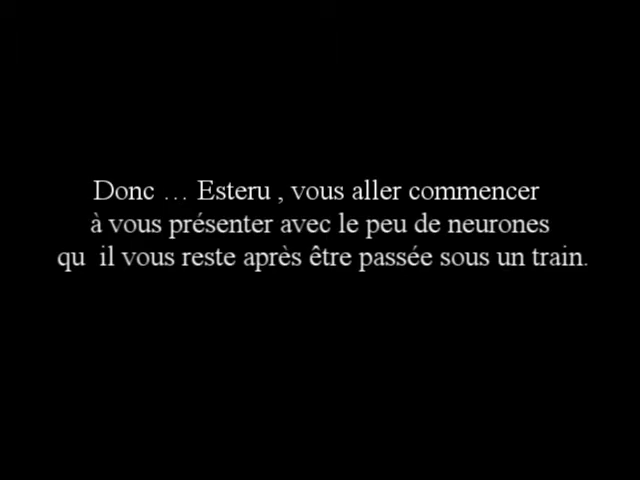 Donc … Esteru , vous aller commencer
à vous présenter avec le peu de neurones
qu  il vous reste après être passée sous un train.